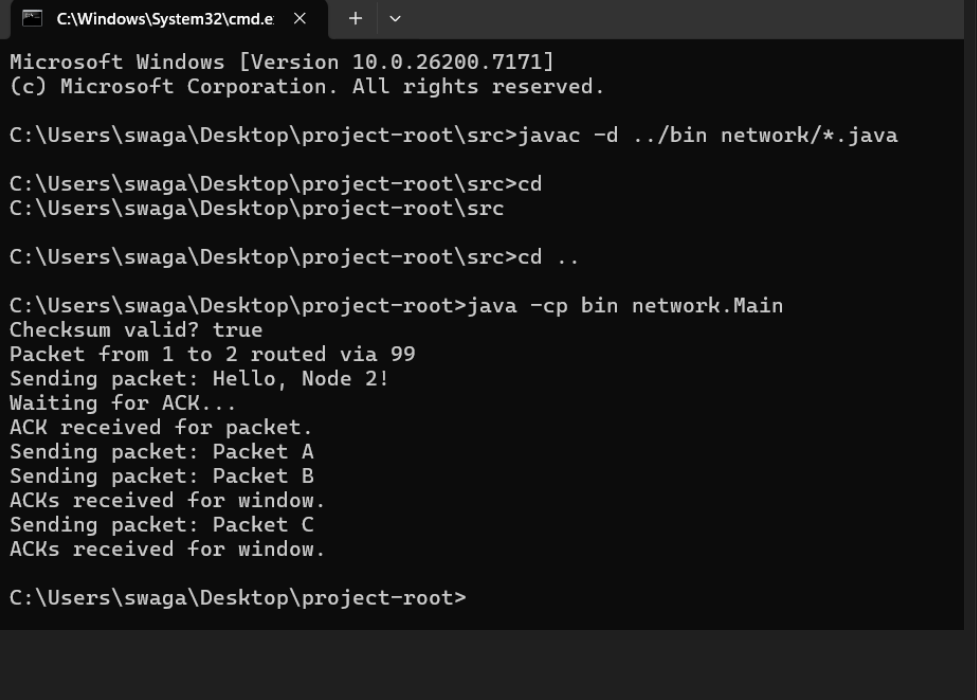 C:\Windows\System32\cmd.e
Microsoft Windows [Version 10.0.26200.7171]
(c) Microsoft Corporation. All rights reserved.
C:\Users\swaga\Desktop\project-root\src>javac -d ../bin network/*.java
C:\Users\swaga\Desktop\project-root\src>cd
C:\Users\swaga\Desktop\project-root\src
C:\Users\swaga\Desktop\project-root\src>cd ..
C:\Users\swaga\Desktop\project-root>java -cp bin network.Main
Checksum valid? true
Packet from 1 to 2 routed via 99
Sending packet: Hello, Node 2!
Waiting for ACK...
ACK received for packet.
Sending packet: Packet A
Sending packet: Packet B
ACKs received for window.
Sending packet: Packet C
ACKs received for window.
C:\Users\swaga\Desktop\project-root>